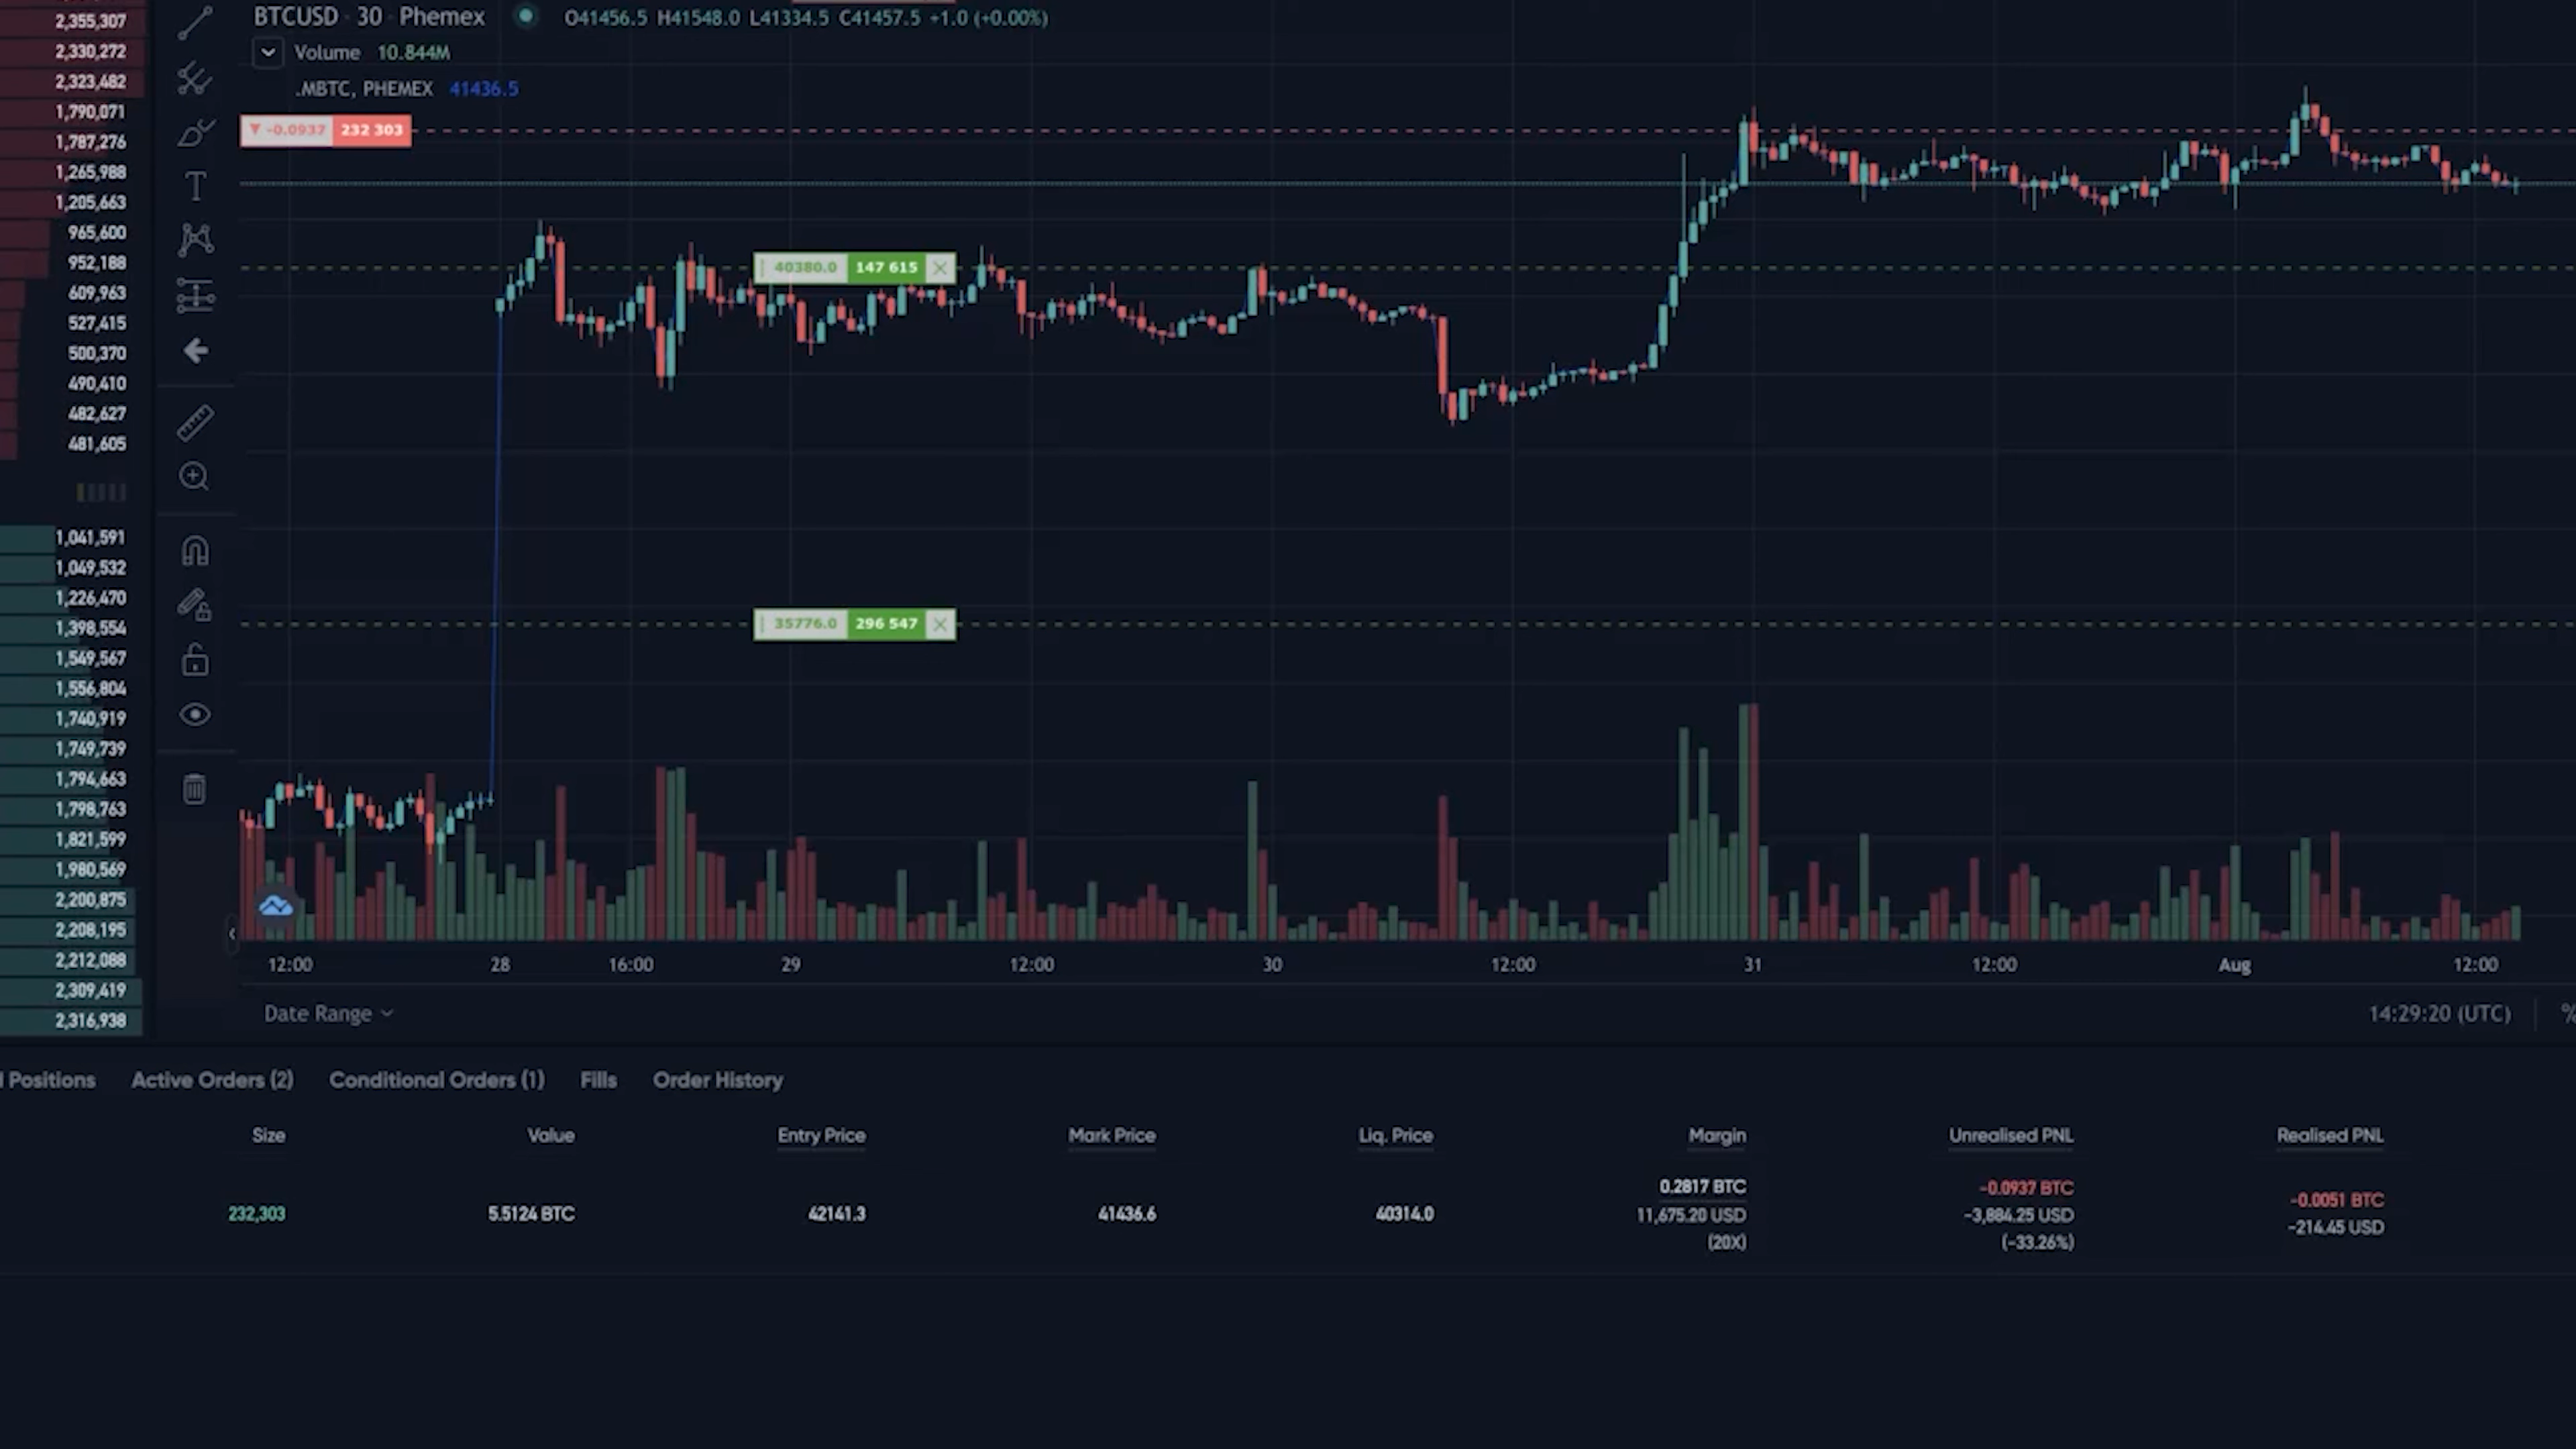 2,355,307
2,330,272
2,323,482
1,790,071
1,787,276
1,265,988
1,205,663
965,600
952,188
609,963
527,415
500,370
490,410
482,627
481,605
1,041,591
1,049,532
1,226,470
1,398,554
1,549,567
1,556,804
1,740,919
1,749,739
1,794,663
1,798,763
1,821,599
1,980,569
2,200,875
2,208,195
2,212,088
2,309,419
2,316,938
BTCUSD · 30 · Phemex O41456.5 H41548.0 L41334.5 C41457.5 +1.0 (+0.00%)
Volume 10.844M
.MBTC, PHEMEX 41436.5
-0.0937 232 303
40380.0 147 615
35776.0 296 547
12:00 28 16:00 29 12:00 30 12:00 31 12:00 Aug 12:00
Date Range 14:29:20 (UTC) %
Positions Active Orders (2) Conditional Orders (1) Fills Order History
Size Value Entry Price Mark Price Liq. Price Margin Unrealised PNL Realised PNL
232,303 5.5124 BTC 42141.3 41436.6 40314.0 0.2817 BTC -0.0937 BTC -0.0051 BTC
11,675.20 USD -3,884.25 USD -214.45 USD
(20X) (-33.26%)